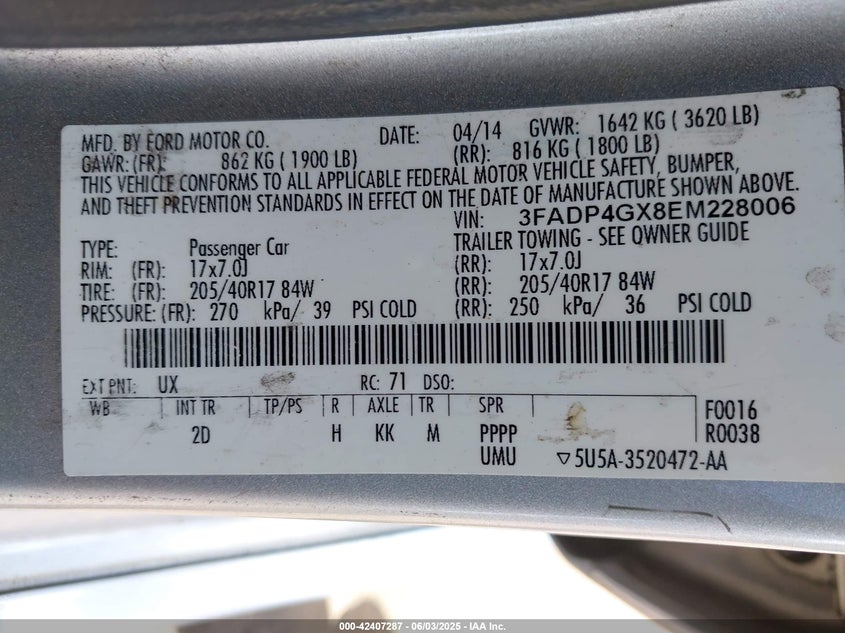 MFD. BY FORD MOTOR CO. DATE: 04/14 GVWR: 1642 KG ( 3620 LB)
GAWR: (FR): 862 KG ( 1900 LB) (RR): 816 KG ( 1800 LB)
THIS VEHICLE CONFORMS TO ALL APPLICABLE FEDERAL MOTOR VEHICLE SAFETY, BUMPER,
AND THEFT PREVENTION STANDARDS IN EFFECT ON THE DATE OF MANUFACTURE SHOWN ABOVE.
VIN: 3FADP4GX8EM228006
TYPE: Passenger Car TRAILER TOWING - SEE OWNER GUIDE
RIM: (FR): 17x7.0J (RR): 17x7.0J
TIRE: (FR): 205/40R17 84W (RR): 205/40R17 84W
PRESSURE: (FR): 270 kPa/ 39 PSI COLD (RR): 250 kPa/ 36 PSI COLD
EXT PNT: UX RC: 71 DSO:
WB INT TR TP/PS R AXLE TR SPR F0016
2D H KK M PPPP R0038
UMU ▽5U5A-3520472-AA
000-42407287 - 06/03/2025 - IAA Inc.